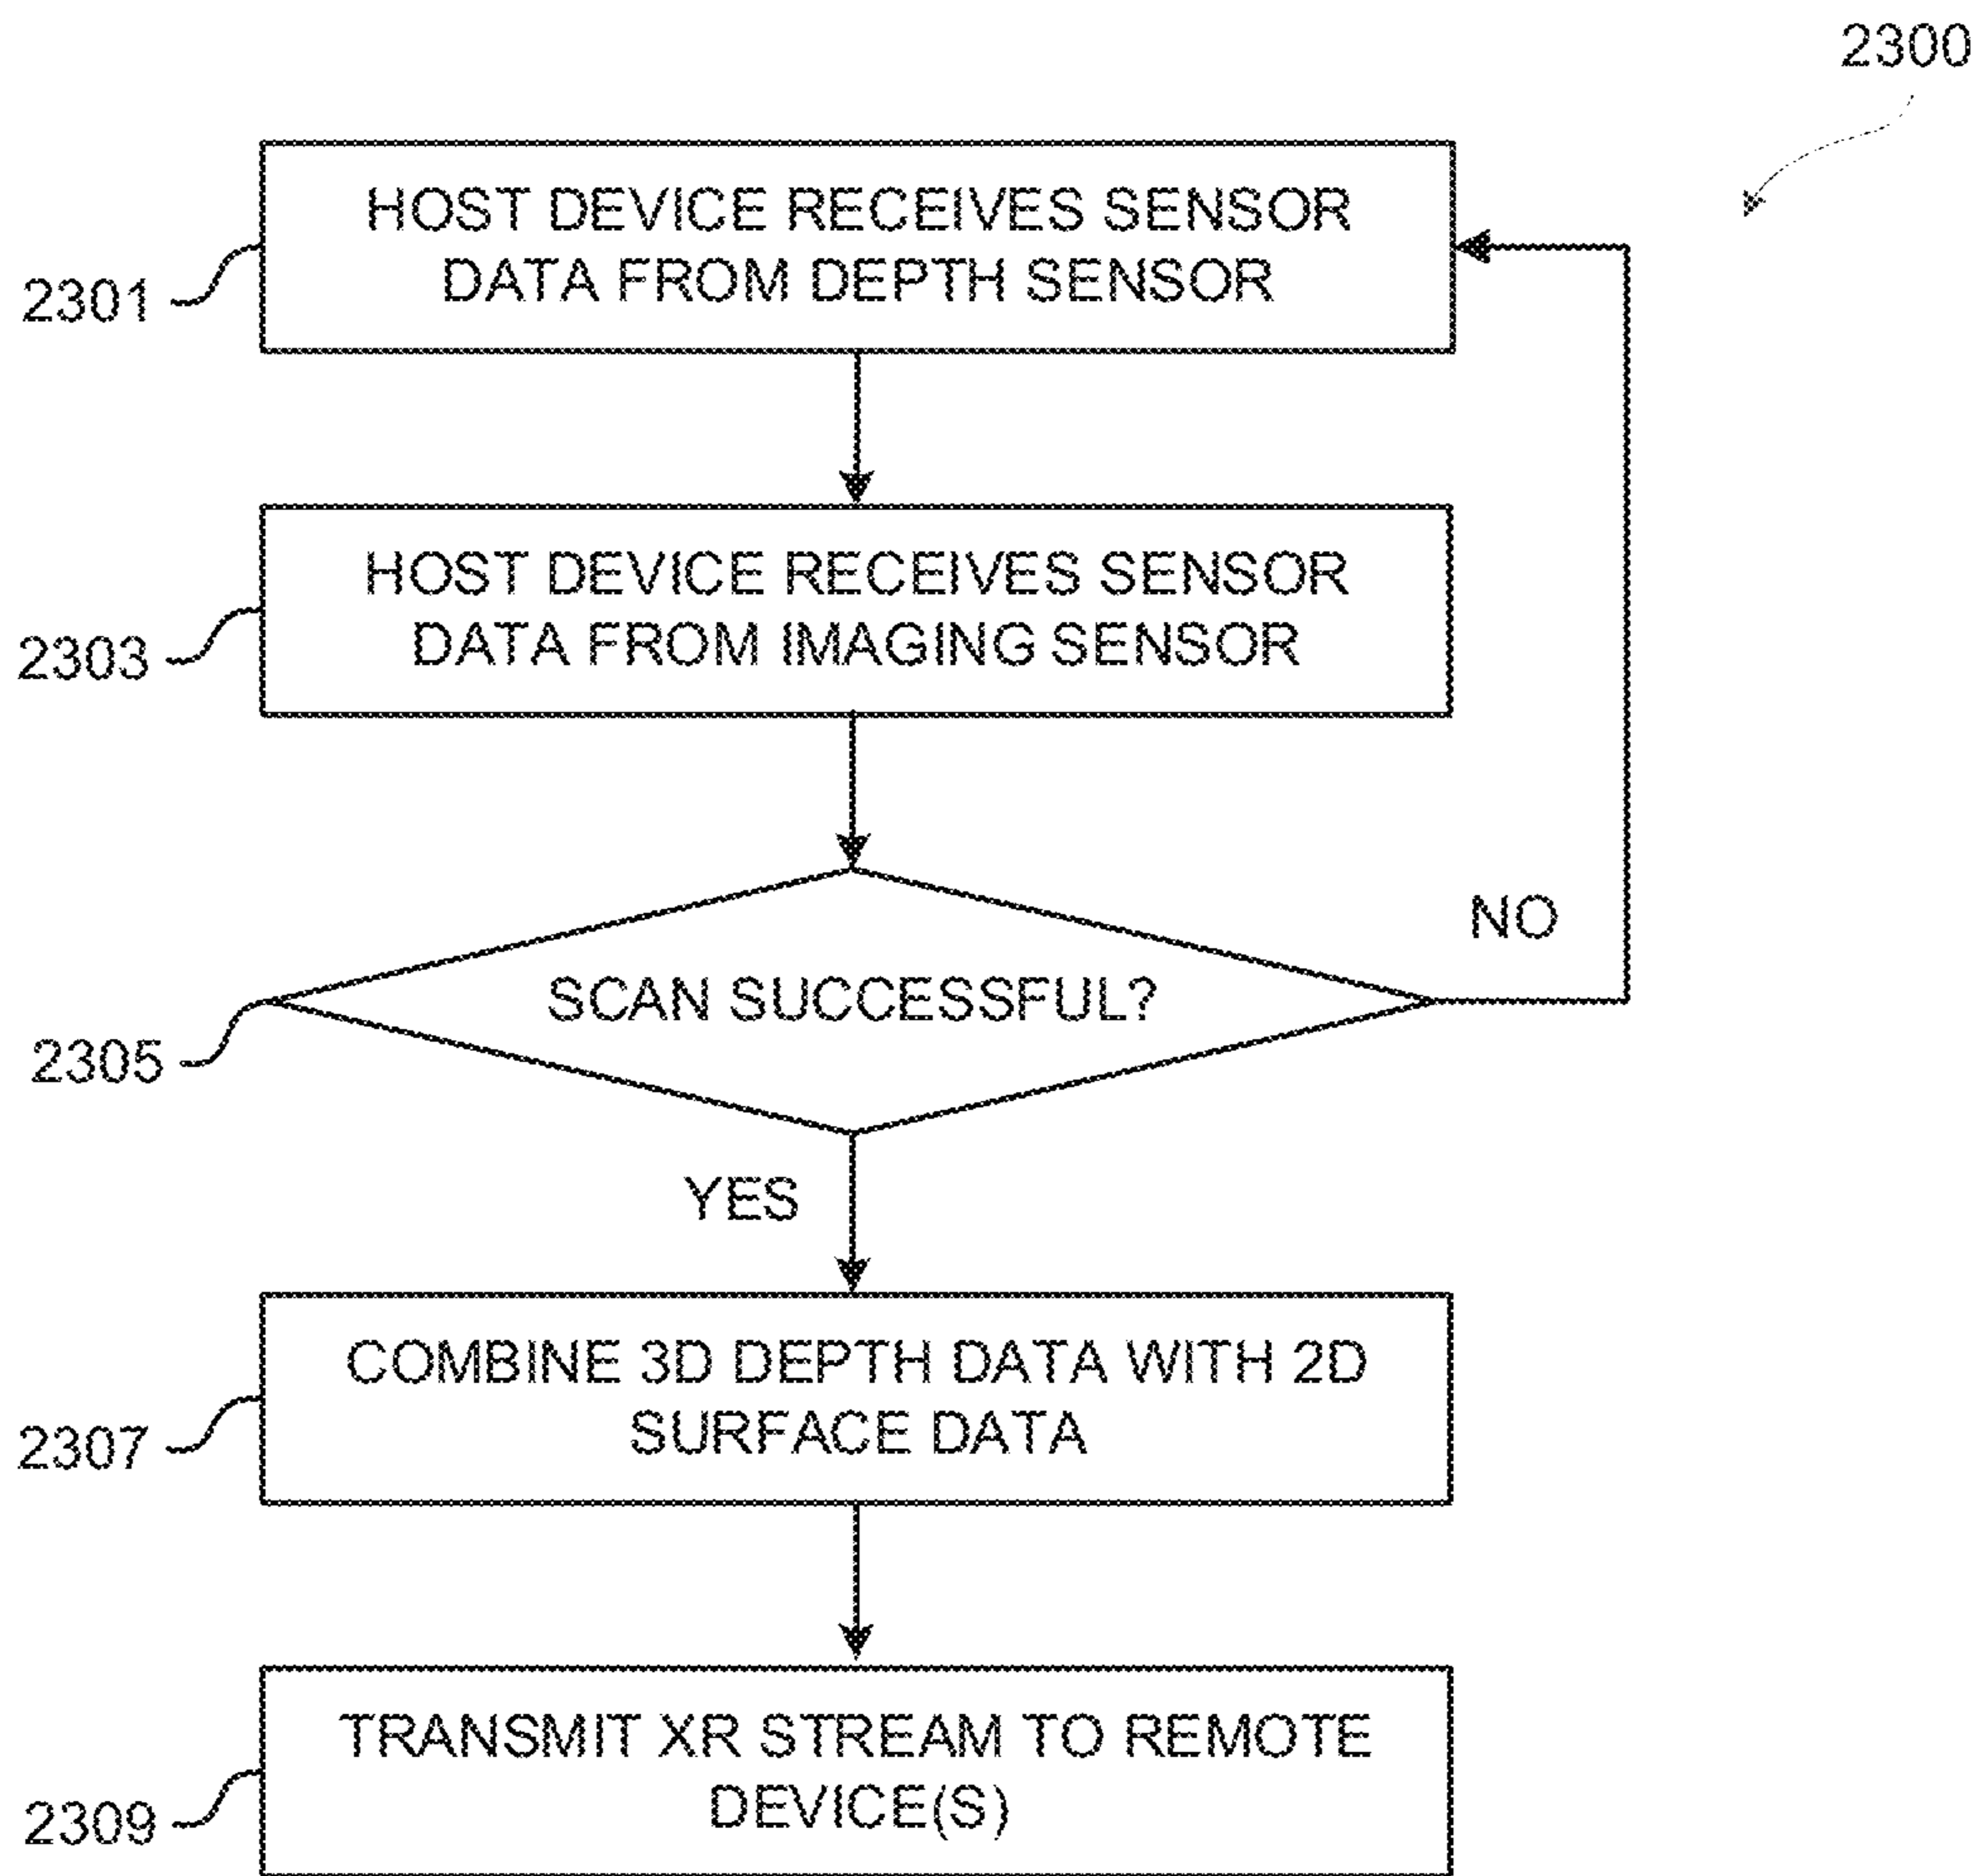 2300
HOST DEVICE RECEIVES SENSOR
DATA FROM DEPTH SENSOR
2301
HOST DEVICE RECEIVES SENSOR
DATA FROM IMAGING SENSOR
2303
NO
SCAN SUCCESSFUL?
2305
YES
COMBINE 3D DEPTH DATA WITH 2D
SURFACE DATA
2307
TRANSMIT XR STREAM TO REMOTE
DEVICE(S)
2309